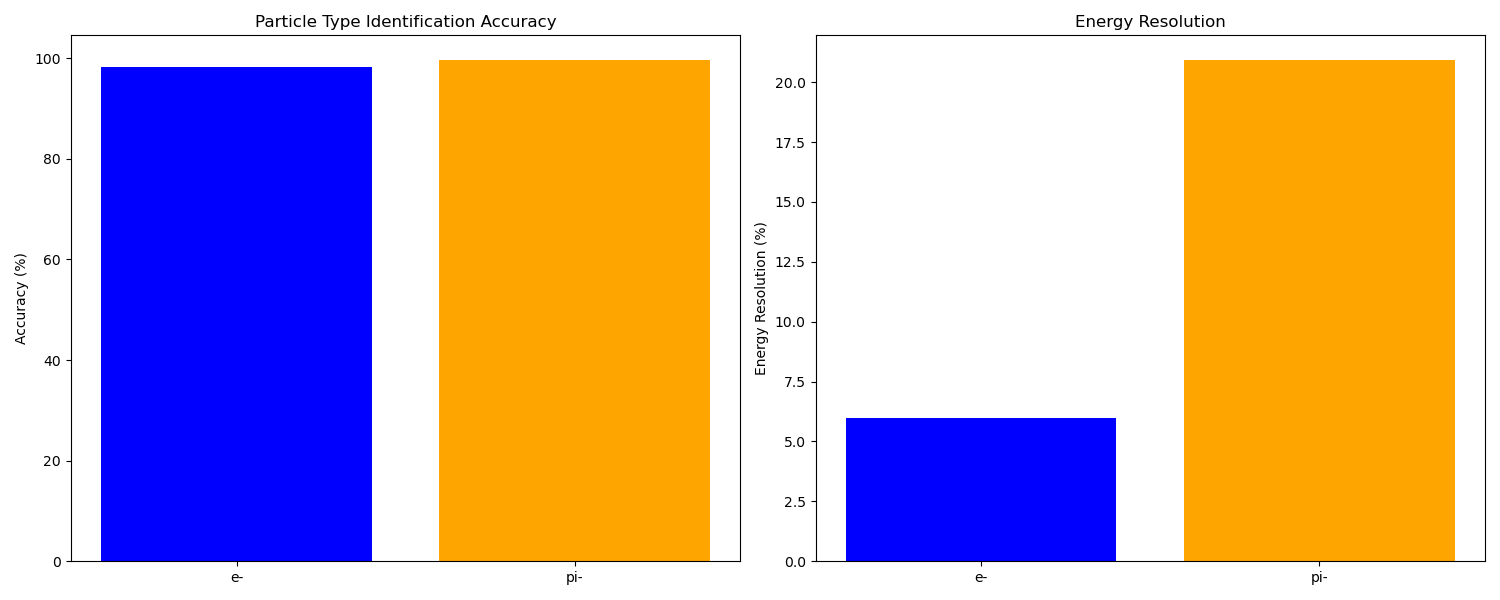 Particle Type Identification Accuracy
Accuracy (%)
100
80
60
40
20
0
e-
pi-
Energy Resolution
Energy Resolution (%)
20.0
17.5
15.0
12.5
10.0
7.5
5.0
2.5
0.0
e-
pi-